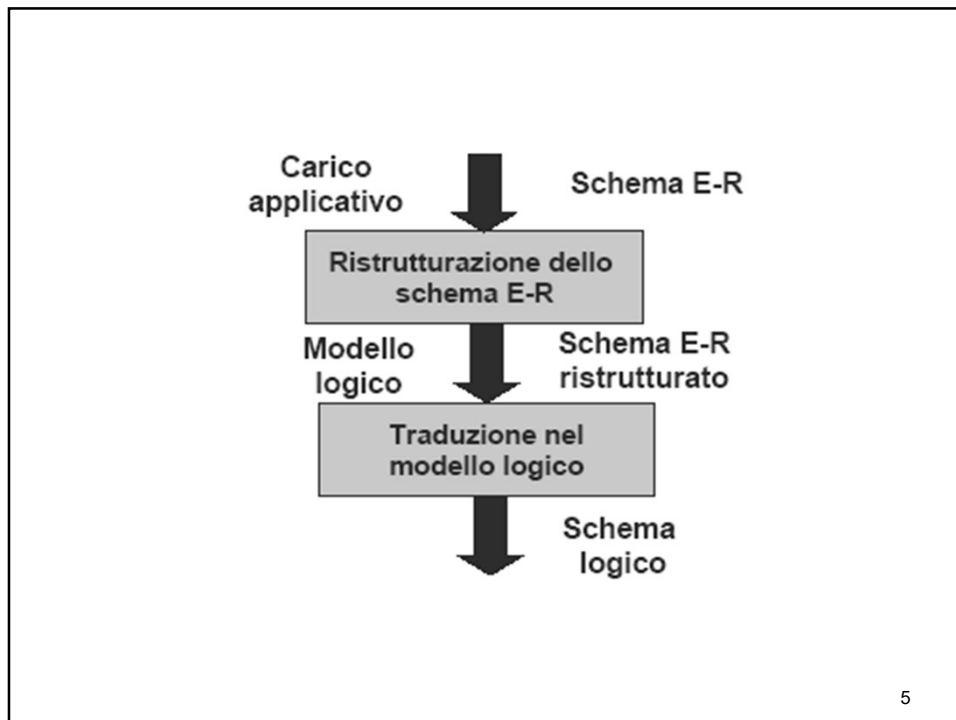 Carico
applicativo
Schema E-R
Ristrutturazione dello
schema E-R
Modello
logico
Schema E-R
ristrutturato
Traduzione nel
modello logico
Schema
logico
5